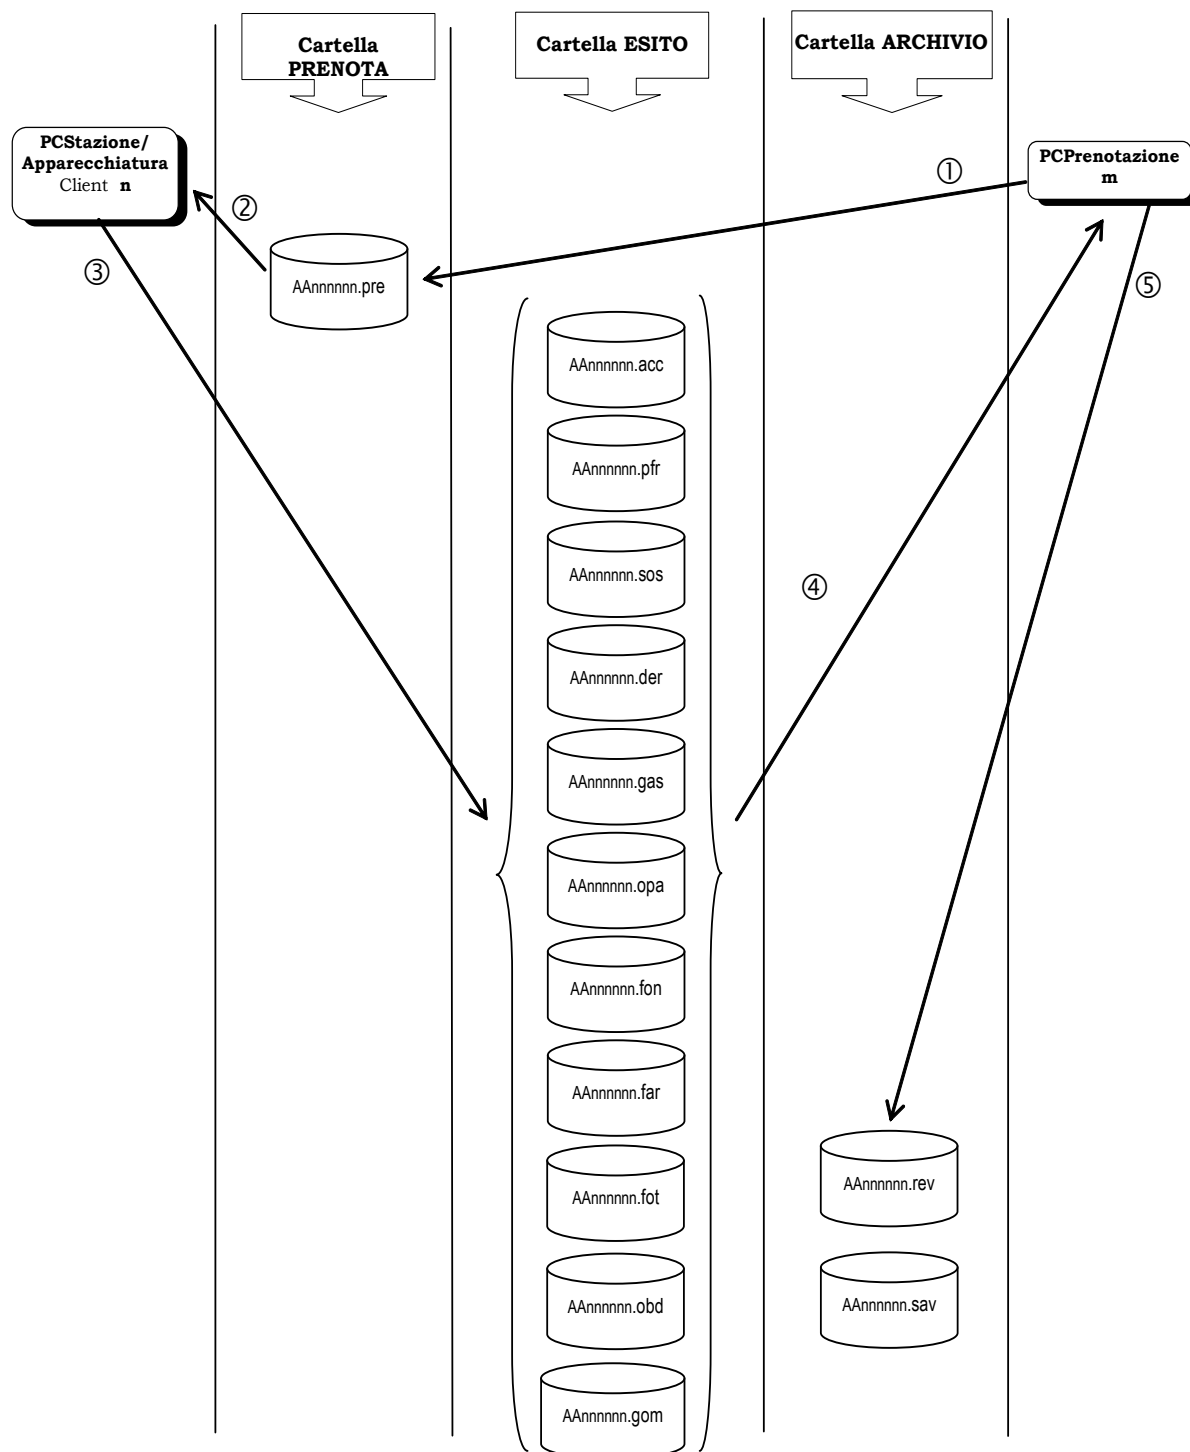 Cartella
PRENOTA
Cartella ESITO
Cartella ARCHIVIO
PCStazione/
Apparecchiatura
Client n
PCPrenotazione
m
①
②
③
④
⑤
AAnnnnnn.pre
AAnnnnnn.acc
AAnnnnnn.pfr
AAnnnnnn.sos
AAnnnnnn.der
AAnnnnnn.gas
AAnnnnnn.opa
AAnnnnnn.fon
AAnnnnnn.far
AAnnnnnn.fot
AAnnnnnn.obd
AAnnnnnn.gom
AAnnnnnn.rev
AAnnnnnn.sav